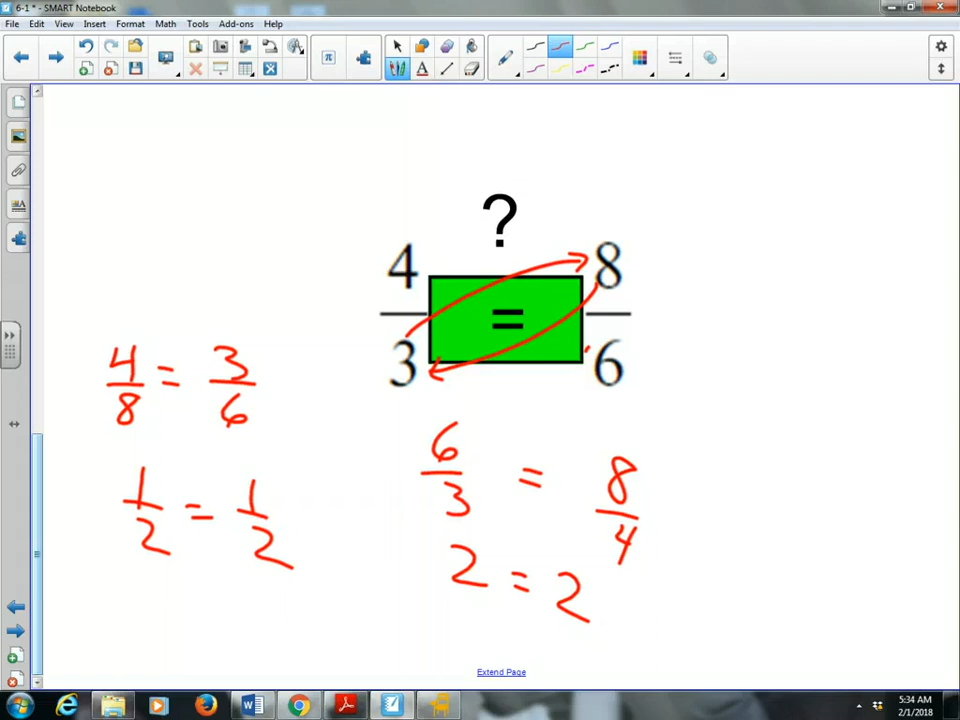 6-1 * - SMART Notebook
File Edit View Insert Format Math Tools Add-ons Help
?
4/3 = 8/6
4/8 = 3/6
1/2 = 1/2
6/3 = 8/4
2 = 2
Extend Page
5:34 AM
2/1/2018